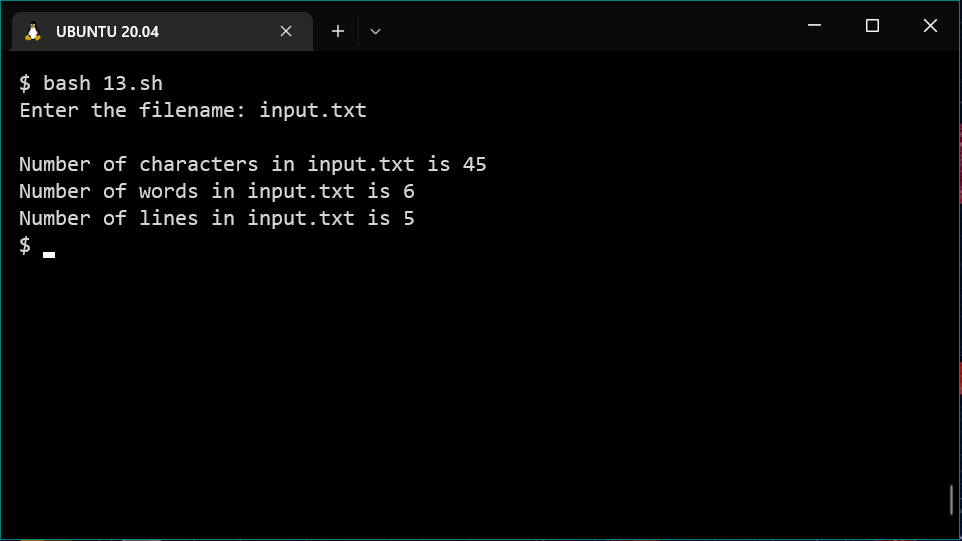 UBUNTU 20.04
$ bash 13.sh
Enter the filename: input.txt
Number of characters in input.txt is 45
Number of words in input.txt is 6
Number of lines in input.txt is 5
$